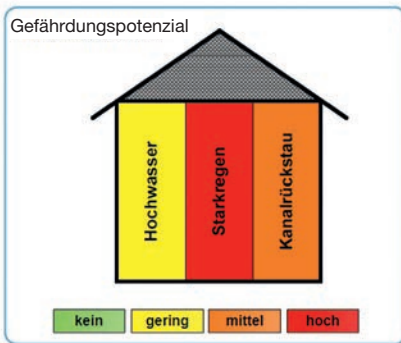 Gefährdungspotenzial
Hochwasser
Starkregen
Kanalrückstau
kein gering mittel hoch